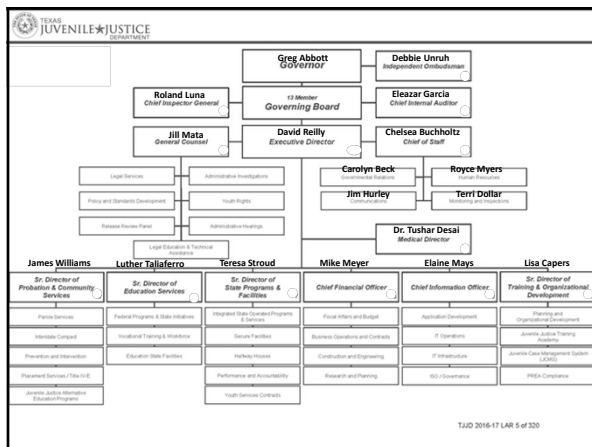 TEXAS
JUVENILE★JUSTICE
DEPARTMENT
Greg Abbott
Governor
Debbie Unruh
Independent Ombudsman
Roland Luna
Chief Inspector General
13 Member
Governing Board
Eleazar Garcia
Chief Internal Auditor
Jill Mata
General Counsel
David Reilly
Executive Director
Chelsea Buchholtz
Chief of Staff
Legal Services
Administrative Investigations
Carolyn Beck
Governmental Relations
Royce Myers
Human Resources
Policy and Standards Development
Youth Rights
Jim Hurley
Communications
Terri Dollar
Monitoring and Inspections
Release Review Panel
Administrative Hearings
Legal Education & Technical
Assistance
Dr. Tushar Desai
Medical Director
James Williams
Sr. Director of
Probation & Community
Services
Luther Taliaferro
Sr. Director of
Education Services
Teresa Stroud
Sr. Director of
State Programs &
Facilities
Mike Meyer
Chief Financial Officer
Elaine Mays
Chief Information Officer
Lisa Capers
Sr. Director of
Training & Organizational
Development
Parole Services
Interstate Compact
Prevention and Intervention
Placement Services / Title IV-E
Juvenile Justice Alternative
Education Programs
Federal Programs & State Initiatives
Vocational Training & Workforce
Education State Facilities
Integrated State Operated Programs
& Services
Secure Facilities
Halfway Houses
Performance and Accountability
Youth Services Contracts
Fiscal Affairs and Budget
Business Operations and Contracts
Construction and Engineering
Research and Planning
Application Development
IT Operations
IT Infrastructure
ISO / Governance
Planning and
Organizational Development
Juvenile Justice Training
Academy
Juvenile Case Management System
(JCMS)
PREA Compliance
TJJD 2016-17 LAR 5 of 320